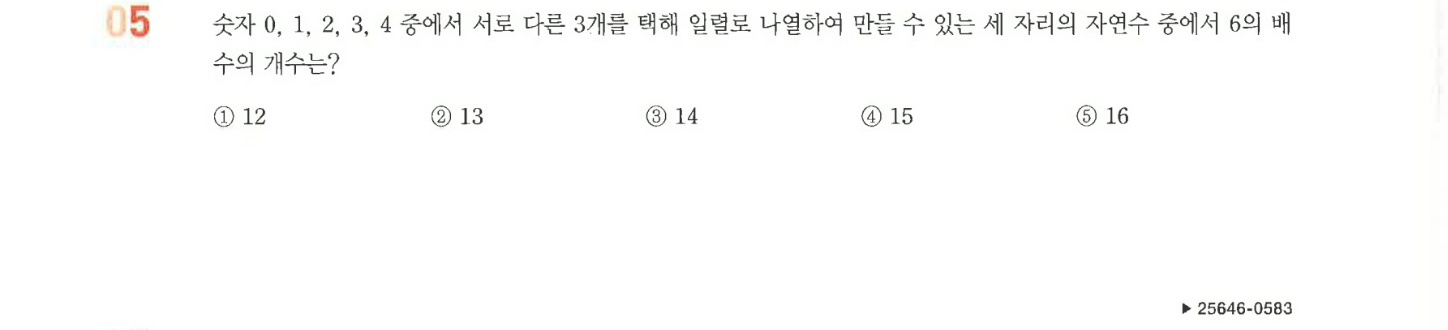 05
숫자 0, 1, 2, 3, 4 중에서 서로 다른 3개를 택해 일렬로 나열하여 만들 수 있는 세 자리의 자연수 중에서 6의 배
수의 개수는?
① 12 ② 13 ③ 14 ④ 15 ⑤ 16
▶ 25646-0583